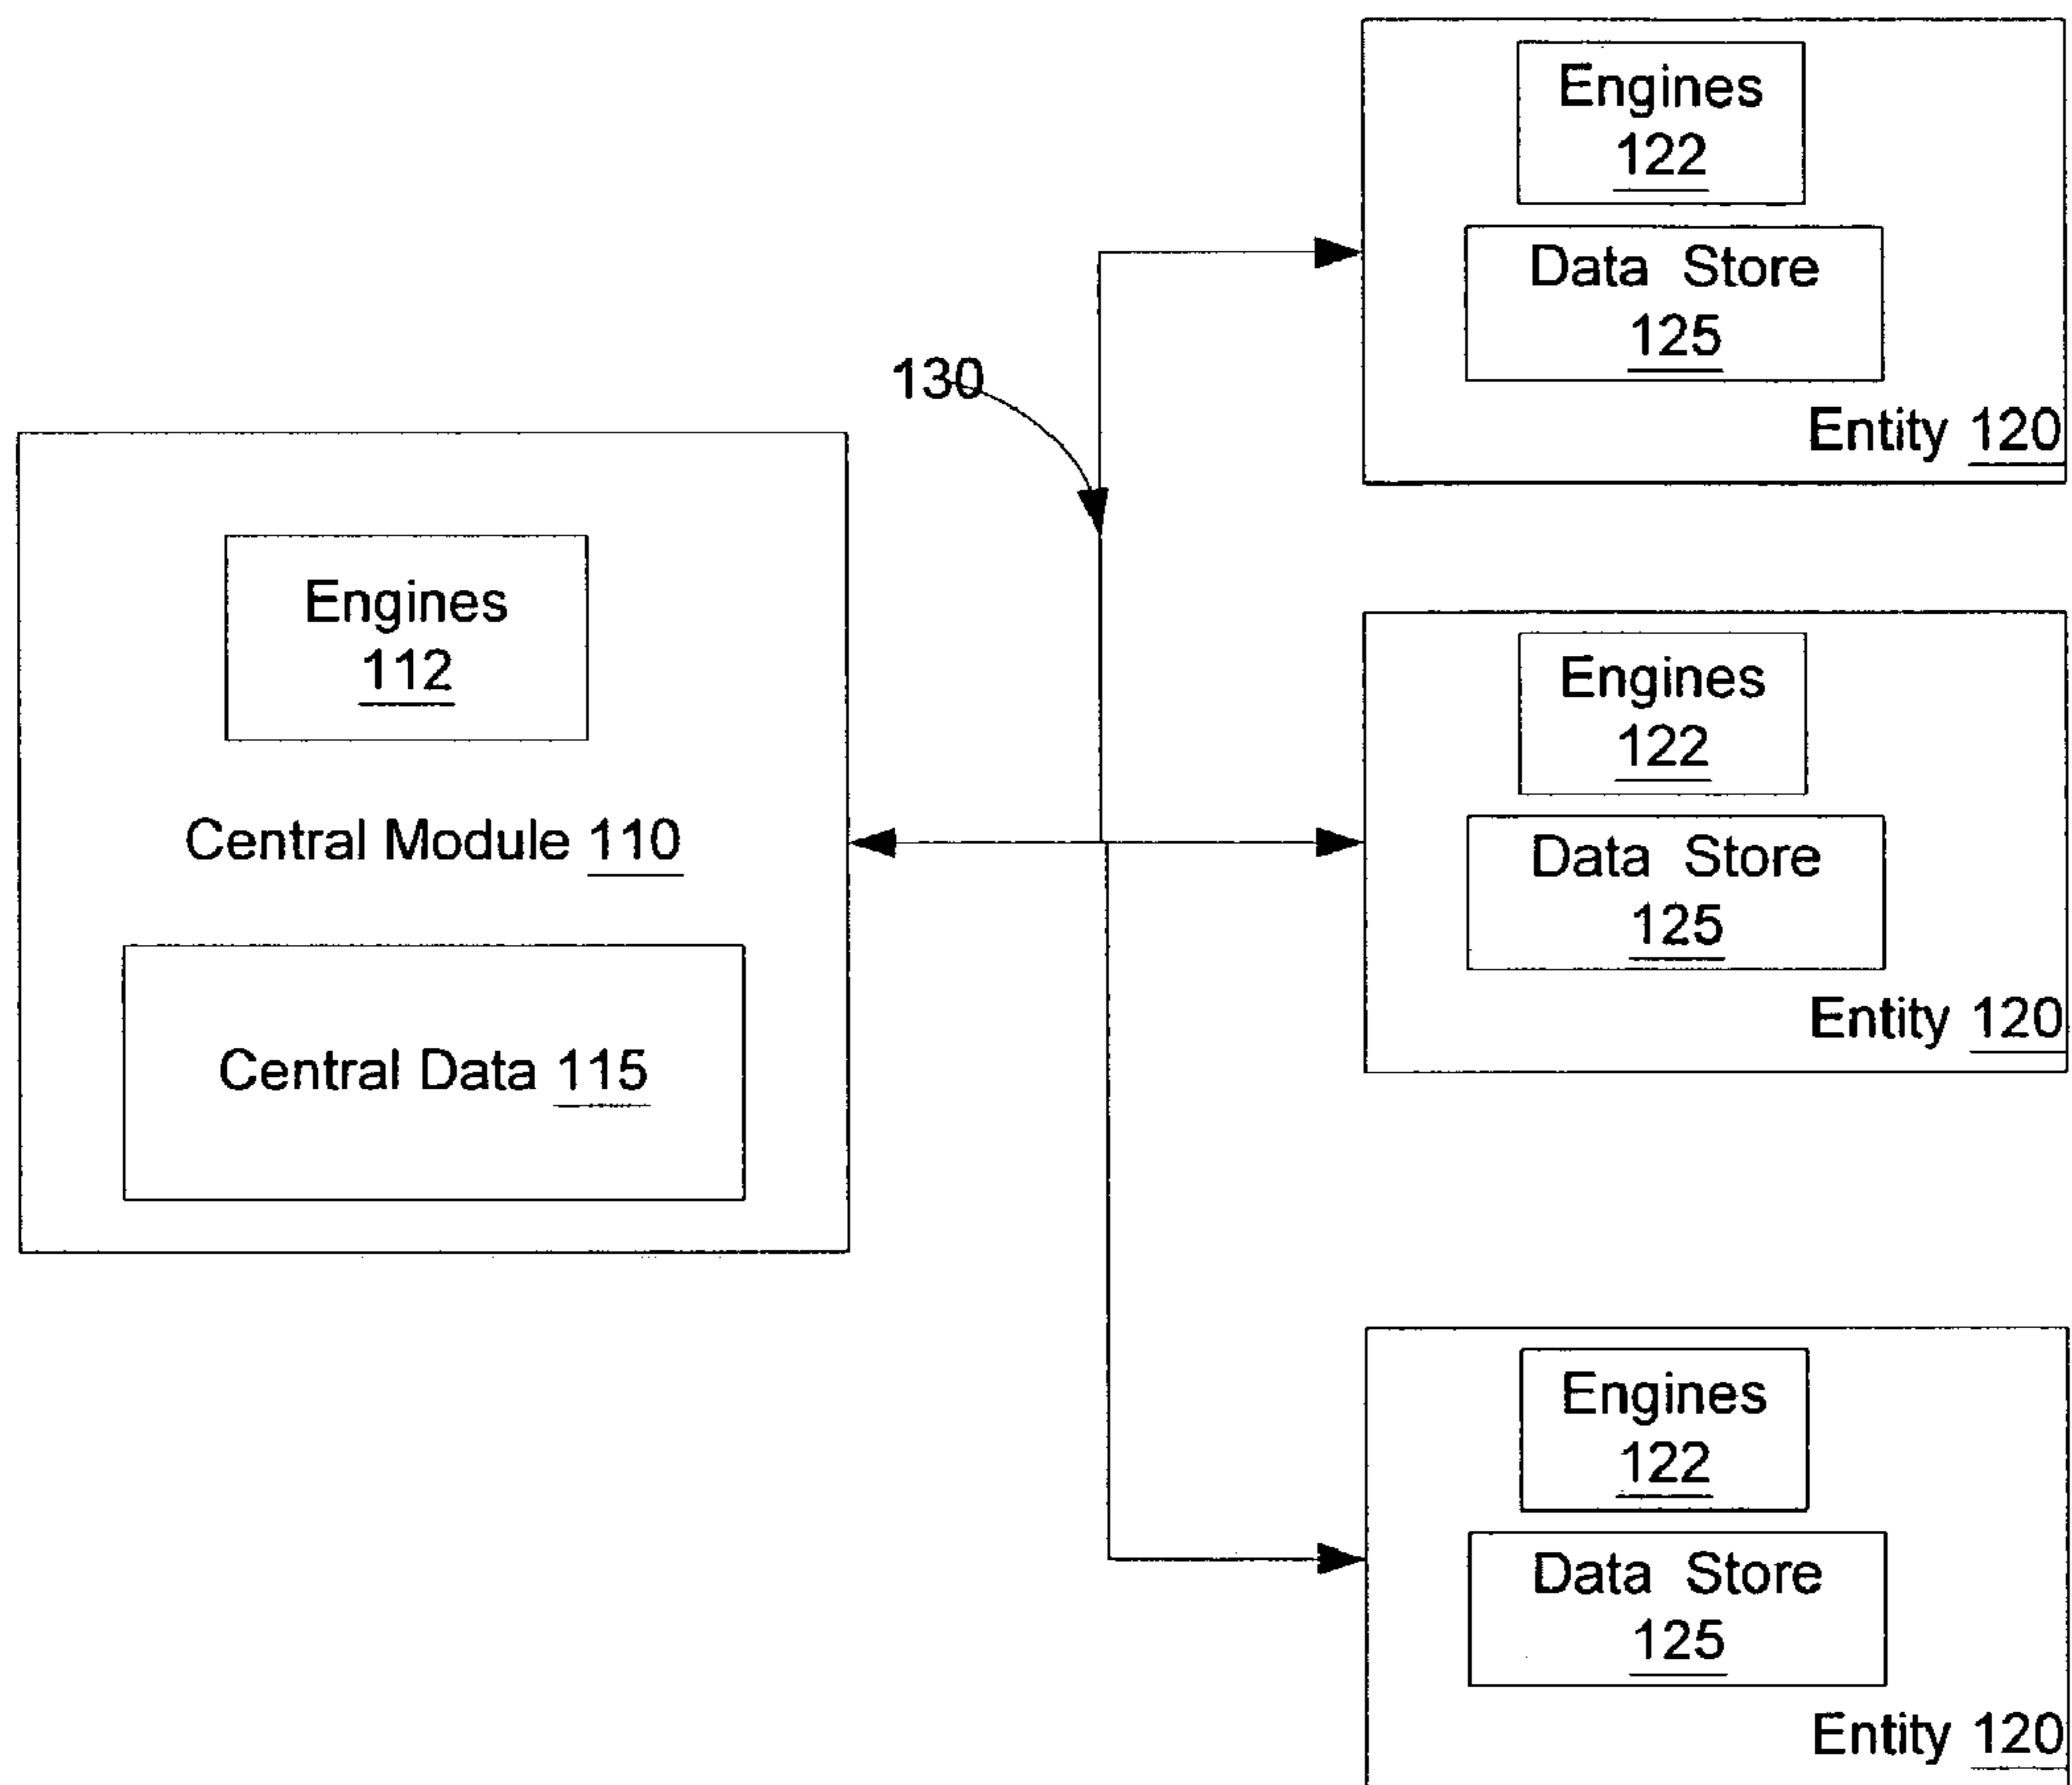 Engines
122
Data Store
125
Entity 120
130
Engines
112
Central Module 110
Central Data 115
Engines
122
Data Store
125
Entity 120
Engines
122
Data Store
125
Entity 120